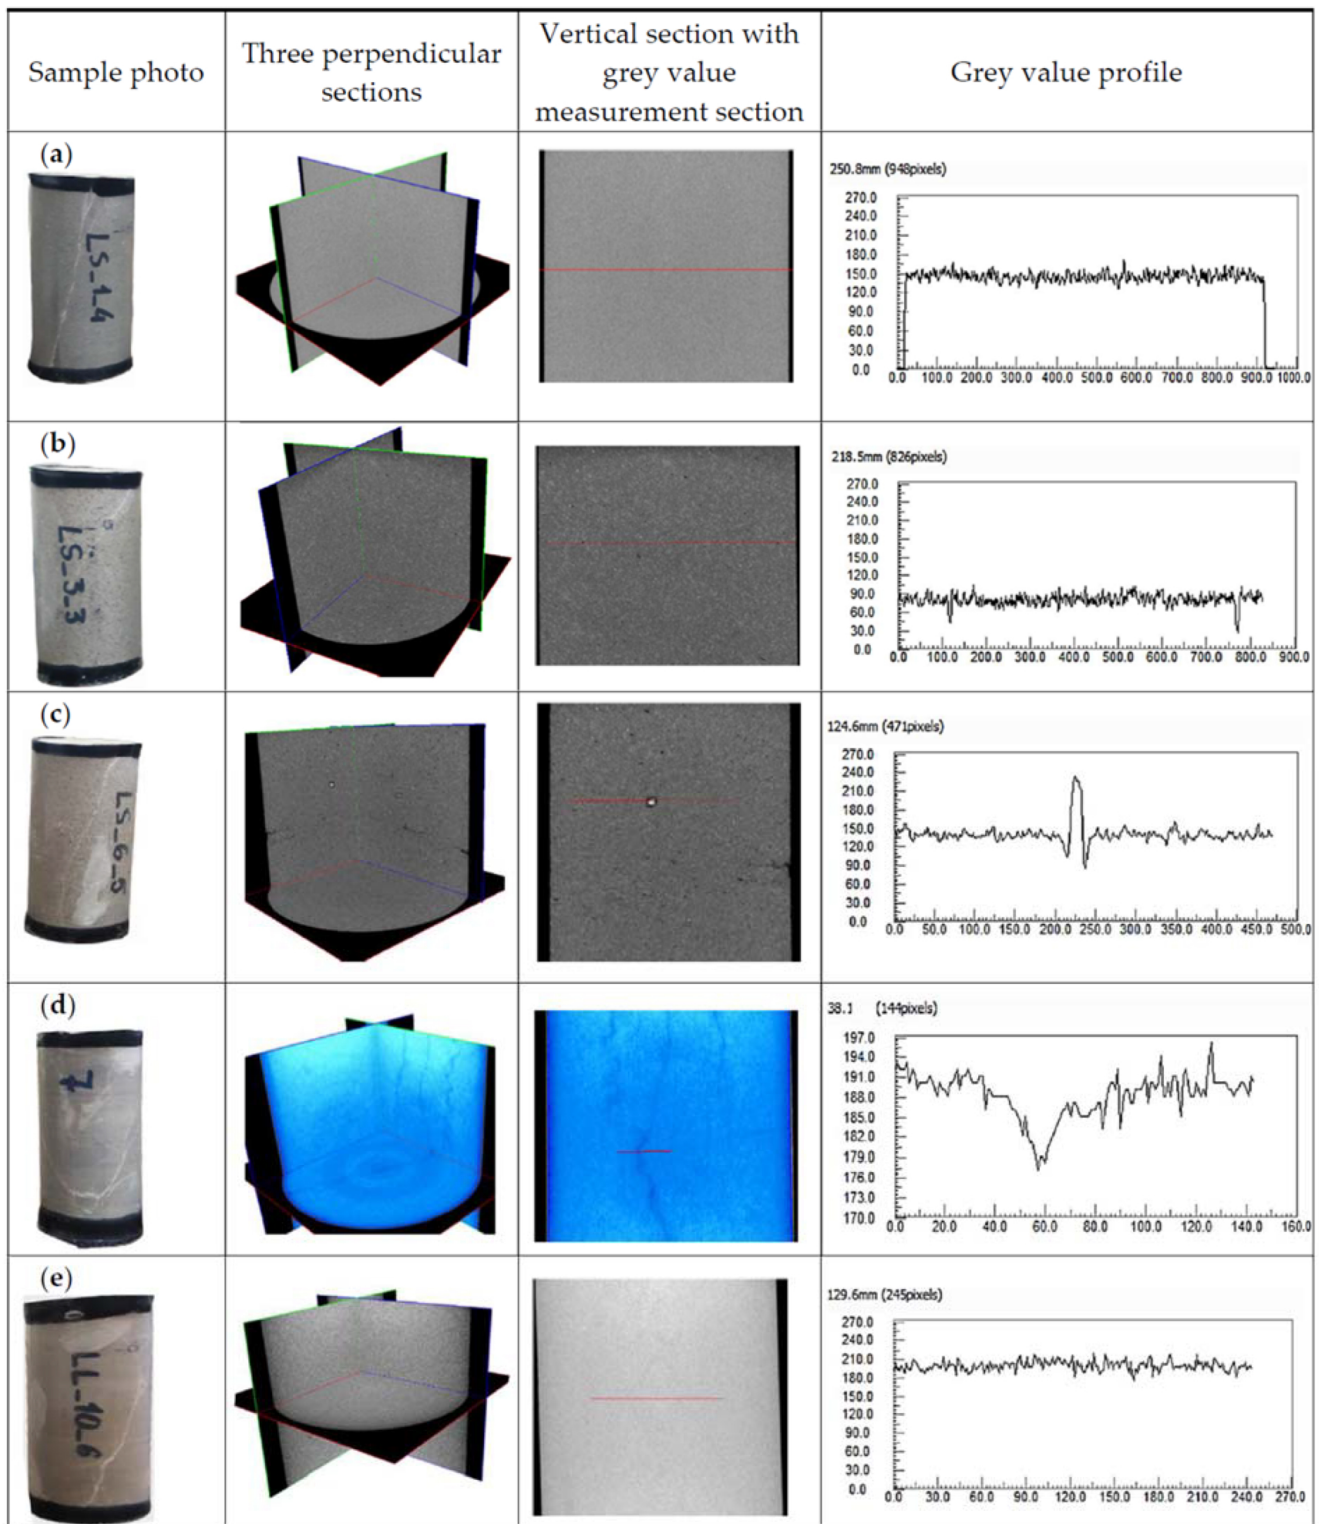 Sample photo
Three perpendicular
sections
Vertical section with
grey value
measurement section
Grey value profile
(a)
LS_1_4
250.8mm (948pixels)
270.0
240.0
210.0
180.0
150.0
120.0
90.0
60.0
30.0
0.0
0.0 100.0 200.0 300.0 400.0 500.0 600.0 700.0 800.0 900.0 1000.0
(b)
LS_3_3
218.5mm (826pixels)
270.0
240.0
210.0
180.0
150.0
120.0
90.0
60.0
30.0
0.0
0.0 100.0 200.0 300.0 400.0 500.0 600.0 700.0 800.0 900.0
(c)
LS_6_5
124.6mm (471pixels)
270.0
240.0
210.0
180.0
150.0
120.0
90.0
60.0
30.0
0.0
0.0 50.0 100.0 150.0 200.0 250.0 300.0 350.0 400.0 450.0 500.0
(d)
7
38.1 (144pixels)
197.0
194.0
191.0
188.0
185.0
182.0
179.0
176.0
173.0
170.0
0.0 20.0 40.0 60.0 80.0 100.0 120.0 140.0 160.0
(e)
LL_10_6
129.6mm (245pixels)
270.0
240.0
210.0
180.0
150.0
120.0
90.0
60.0
30.0
0.0
0.0 30.0 60.0 90.0 120.0 150.0 180.0 210.0 240.0 270.0